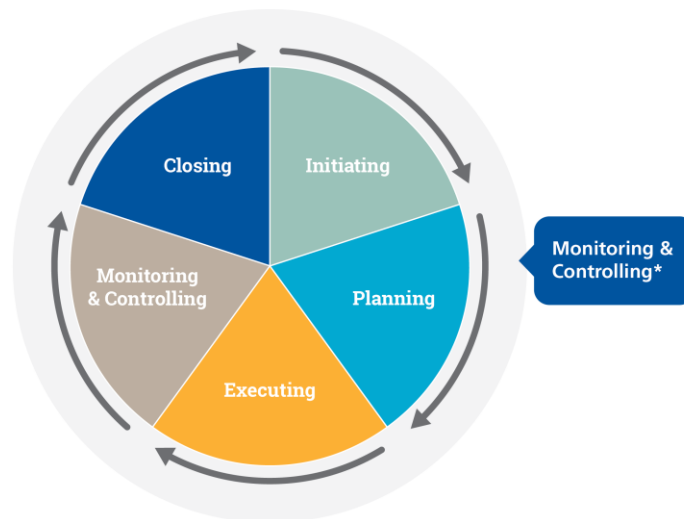 Closing
Initiating
Monitoring &
Controlling*
Monitoring
& Controlling
Planning
Executing